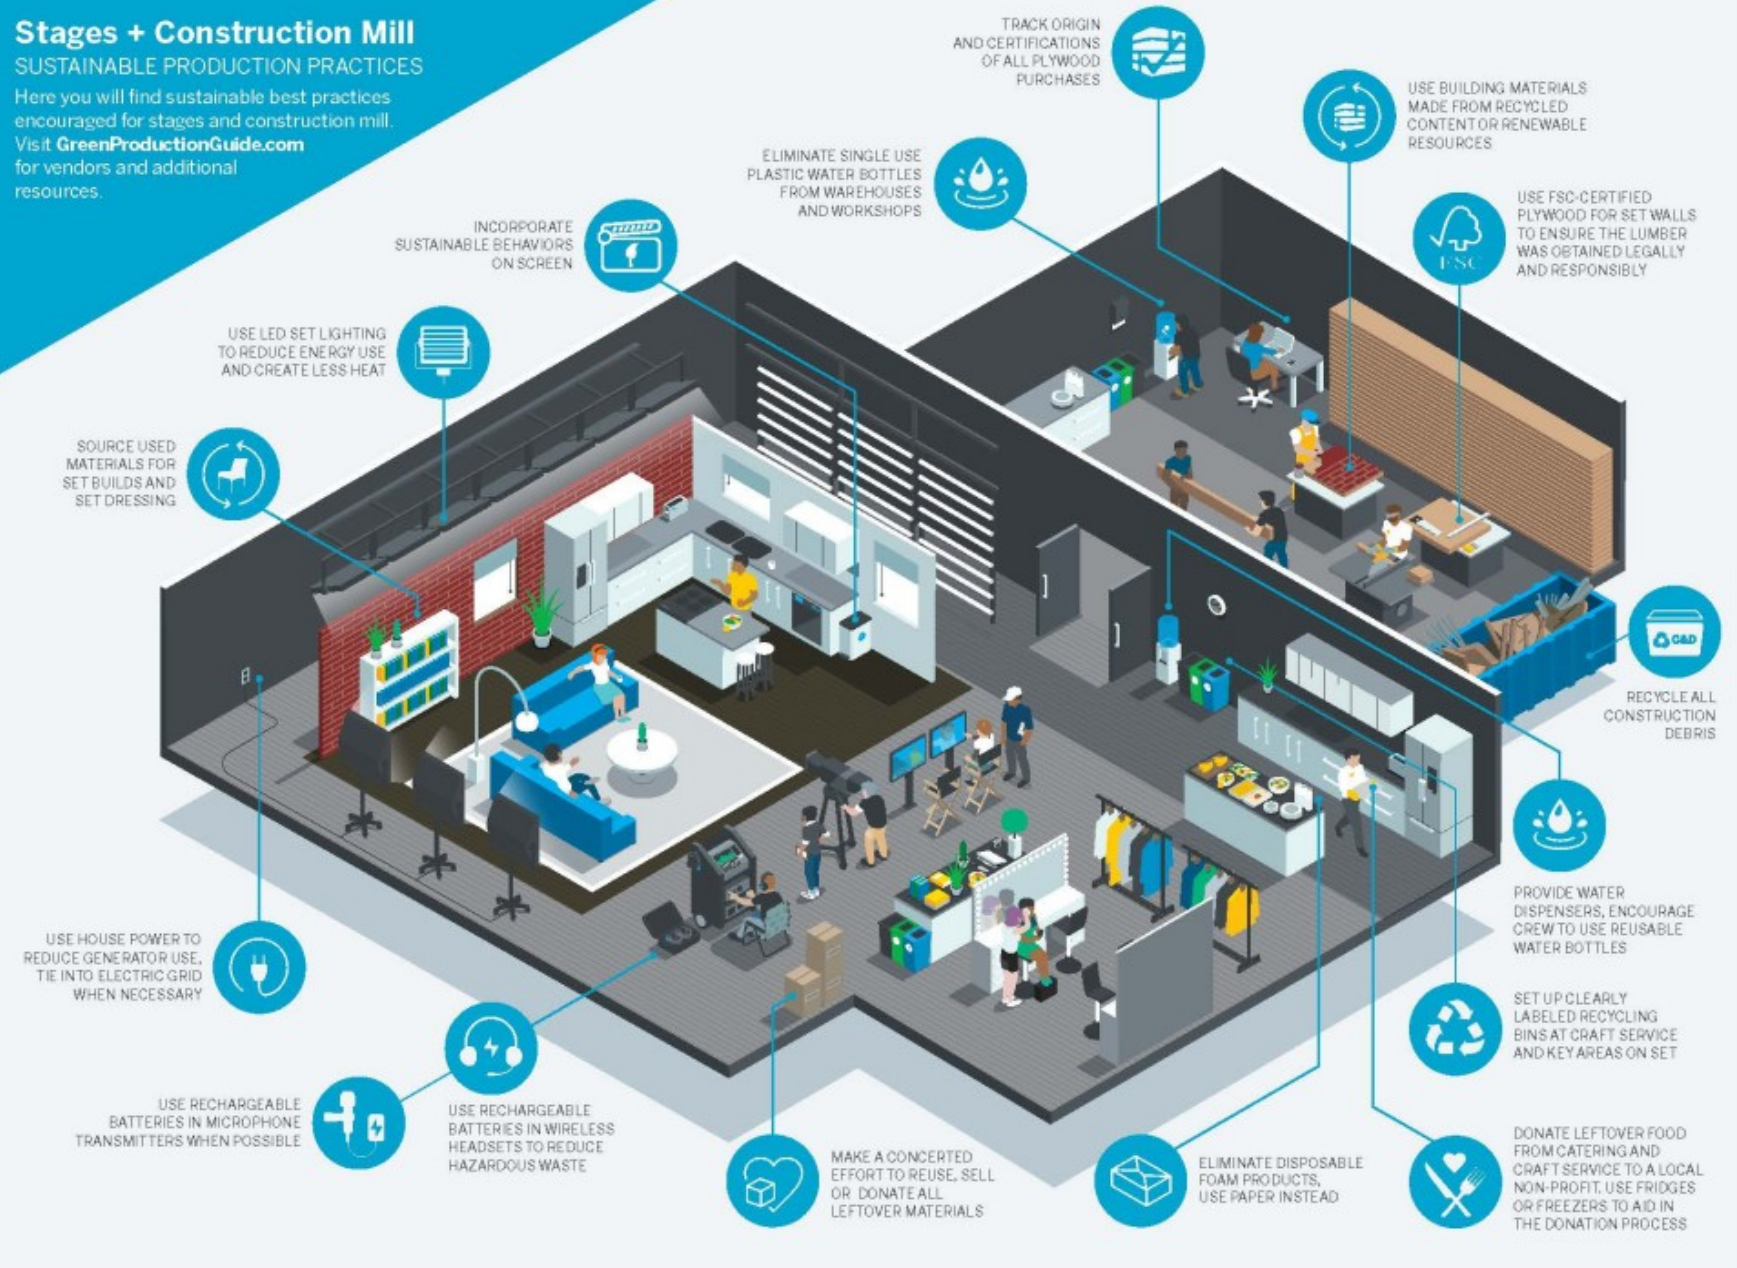 Stages + Construction Mill
SUSTAINABLE PRODUCTION PRACTICES
Here you will find sustainable best practices
encouraged for stages and construction mill.
Visit GreenProductionGuide.com
for vendors and additional
resources.
TRACK ORIGIN
AND CERTIFICATIONS
OF ALL PLYWOOD
PURCHASES
USE BUILDING MATERIALS
MADE FROM RECYCLED
CONTENT OR RENEWABLE
RESOURCES
ELIMINATE SINGLE USE
PLASTIC WATER BOTTLES
FROM WAREHOUSES
AND WORKSHOPS
USE FSC-CERTIFIED
PLYWOOD FOR SET WALLS
TO ENSURE THE LUMBER
WAS OBTAINED LEGALLY
AND RESPONSIBLY
FSC
INCORPORATE
SUSTAINABLE BEHAVIORS
ON SCREEN
USE LED SET LIGHTING
TO REDUCE ENERGY USE
AND CREATE LESS HEAT
SOURCE USED
MATERIALS FOR
SET BUILDS AND
SET DRESSING
C&D
RECYCLE ALL
CONSTRUCTION
DEBRIS
PROVIDE WATER
DISPENSERS, ENCOURAGE
CREW TO USE REUSABLE
WATER BOTTLES
USE HOUSE POWER TO
REDUCE GENERATOR USE,
TIE INTO ELECTRIC GRID
WHEN NECESSARY
SET UP CLEARLY
LABELED RECYCLING
BINS AT CRAFT SERVICE
AND KEY AREAS ON SET
USE RECHARGEABLE
BATTERIES IN MICROPHONE
TRANSMITTERS WHEN POSSIBLE
USE RECHARGEABLE
BATTERIES IN WIRELESS
HEADSETS TO REDUCE
HAZARDOUS WASTE
MAKE A CONCERTED
EFFORT TO REUSE, SELL
OR DONATE ALL
LEFTOVER MATERIALS
ELIMINATE DISPOSABLE
FOAM PRODUCTS,
USE PAPER INSTEAD
DONATE LEFTOVER FOOD
FROM CATERING AND
CRAFT SERVICE TO A LOCAL
NON-PROFIT. USE FRIDGES
OR FREEZERS TO AID IN
THE DONATION PROCESS